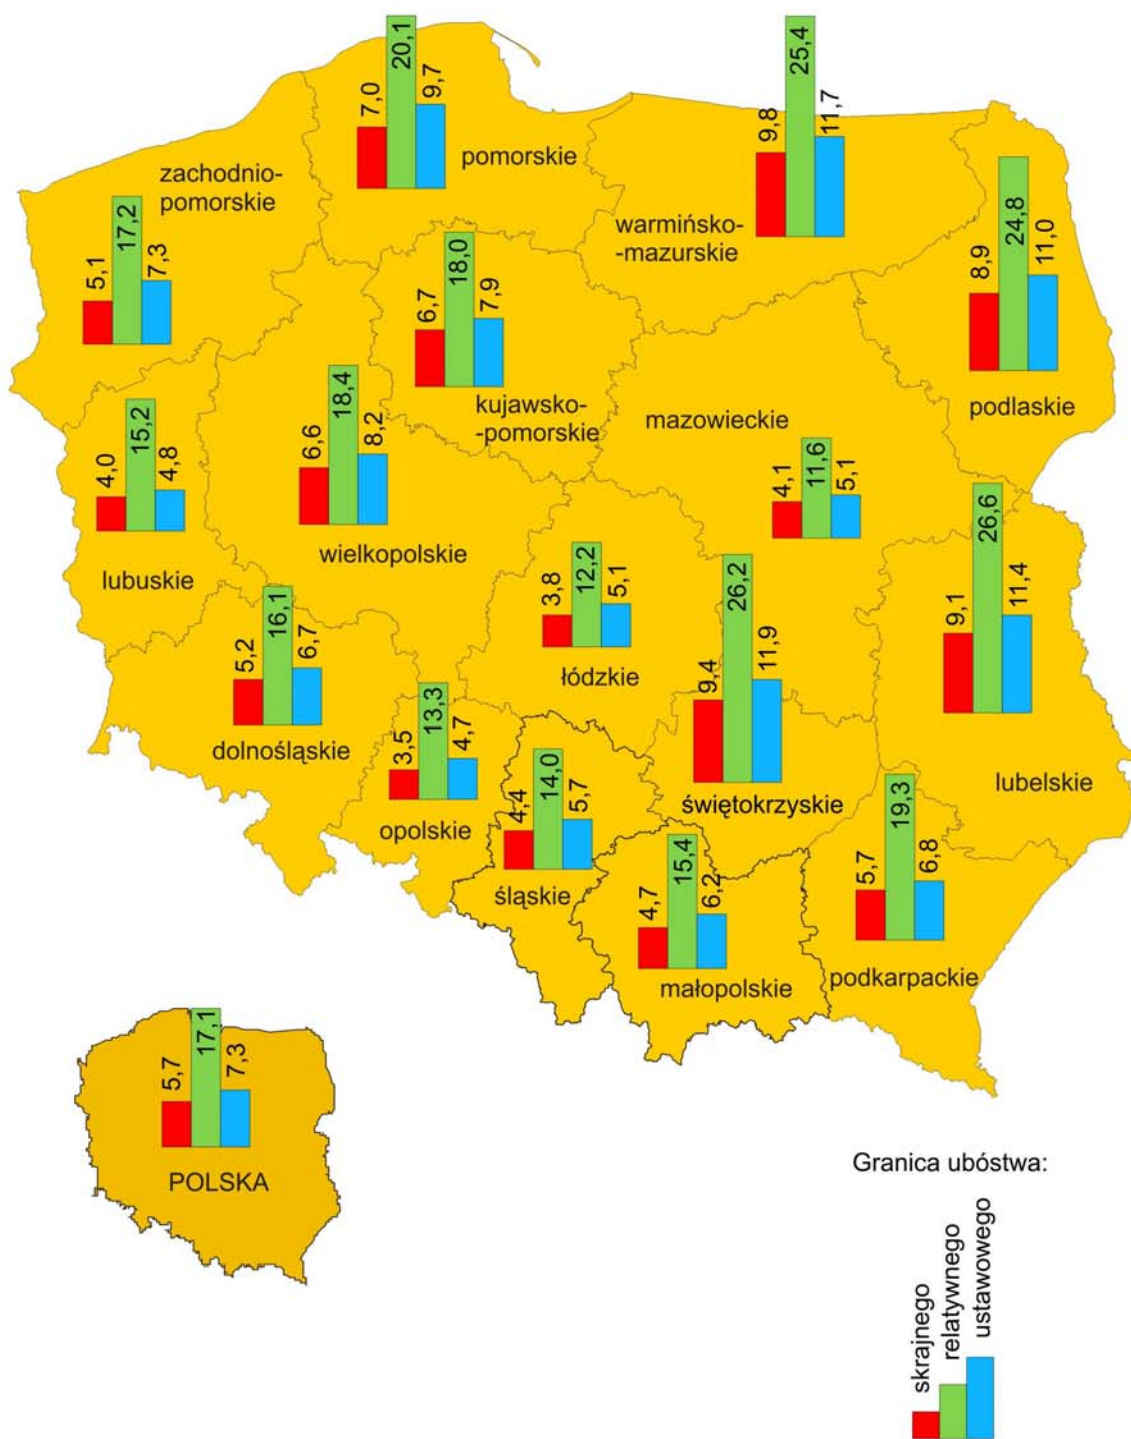 7,0
20,1
9,7
pomorskie
9,8
25,4
11,7
warmińsko-
-mazurskie
zachodnio-
pomorskie
5,1
17,2
7,3
6,7
18,0
7,9
kujawsko-
-pomorskie
8,9
24,8
11,0
podlaskie
4,0
15,2
4,8
lubuskie
6,6
18,4
8,2
wielkopolskie
mazowieckie
4,1
11,6
5,1
3,8
12,2
5,1
łódzkie
9,1
26,6
11,4
lubelskie
5,2
16,1
6,7
dolnośląskie
3,5
13,3
4,7
opolskie
4,4
14,0
5,7
śląskie
9,4
26,2
11,9
świętokrzyskie
4,7
15,4
6,2
małopolskie
5,7
19,3
6,8
podkarpackie
5,7
17,1
7,3
POLSKA
Granica ubóstwa:
skrajnego
relatywnego
ustawowego